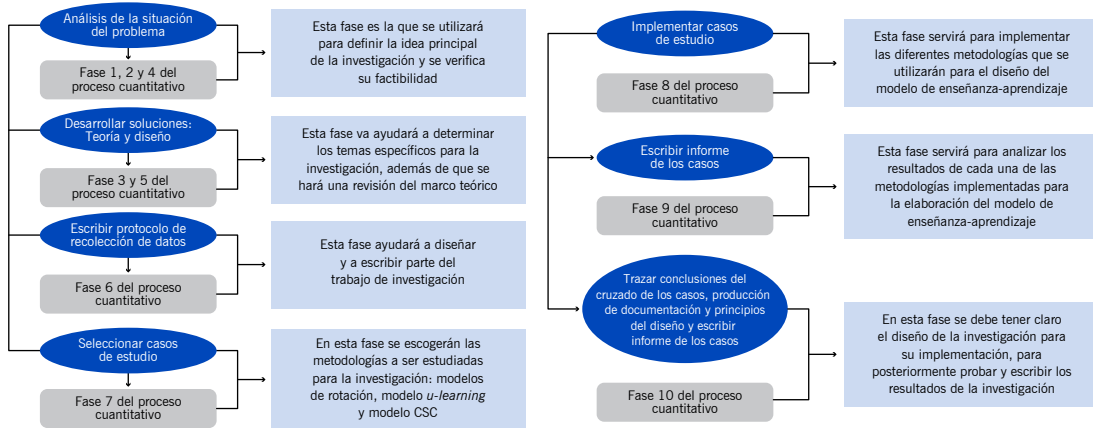 Análisis de la situación
del problema
Fase 1, 2 y 4 del
proceso cuantitativo
Esta fase es la que se utilizará
para definir la idea principal
de la investigación y se verifica
su factibilidad
Desarrollar soluciones:
Teoría y diseño
Fase 3 y 5 del
proceso cuantitativo
Esta fase va ayudará a determinar
los temas específicos para la
investigación, además de que se
hará una revisión del marco teórico
Escribir protocolo de
recolección de datos
Fase 6 del proceso
cuantitativo
Esta fase ayudará a diseñar
y a escribir parte del
trabajo de investigación
Seleccionar casos
de estudio
Fase 7 del proceso
cuantitativo
En esta fase se escogerán las
metodologías a ser estudiadas
para la investigación: modelos
de rotación, modelo u-learning
y modelo CSC
Implementar casos
de estudio
Fase 8 del proceso
cuantitativo
Esta fase servirá para implementar
las diferentes metodologías que se
utilizarán para el diseño del
modelo de enseñanza-aprendizaje
Escribir informe
de los casos
Fase 9 del proceso
cuantitativo
Esta fase servirá para analizar los
resultados de cada una de las
metodologías implementadas para
la elaboración del modelo de
enseñanza-aprendizaje
Trazar conclusiones del
cruzado de los casos, producción
de documentación y principios
del diseño y escribir
informe de los casos
Fase 10 del proceso
cuantitativo
En esta fase se debe tener claro
el diseño de la investigación para
su implementación, para
posteriormente probar y escribir los
resultados de la investigación